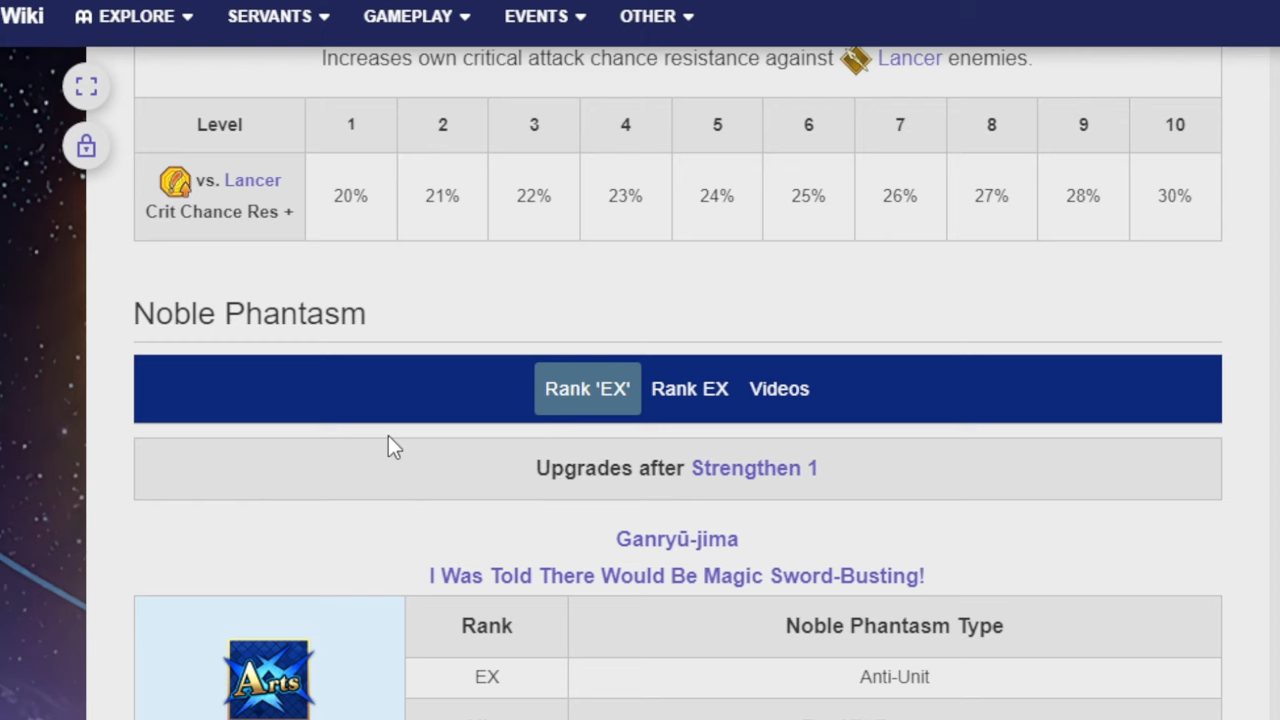 Wiki EXPLORE SERVANTS GAMEPLAY EVENTS OTHER
Increases own critical attack chance resistance against Lancer enemies.
Level 1 2 3 4 5 6 7 8 9 10
vs. Lancer
Crit Chance Res + 20% 21% 22% 23% 24% 25% 26% 27% 28% 30%
Noble Phantasm
Rank 'EX' Rank EX Videos
Upgrades after Strengthen 1
Ganryū-jima
I Was Told There Would Be Magic Sword-Busting!
Rank Noble Phantasm Type
Arts
EX Anti-Unit